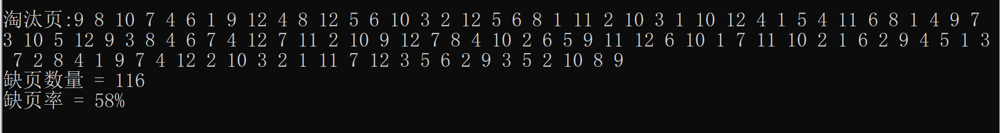 淘汰页:9 8 10 7 4 6 1 9 12 4 8 12 5 6 10 3 2 12 5 6 8 1 11 2 10 3 1 10 12 4 1 5 4 11 6 8 1 4 9 7
3 10 5 12 9 3 8 4 6 7 4 12 7 11 2 10 9 12 7 8 4 10 2 6 5 9 11 12 6 10 1 7 11 10 2 1 6 2 9 4 5 1 3
7 2 8 4 1 9 7 4 12 2 10 3 2 1 11 7 12 3 5 6 2 9 3 5 2 10 8 9
缺页数量 = 116
缺页率 = 58%